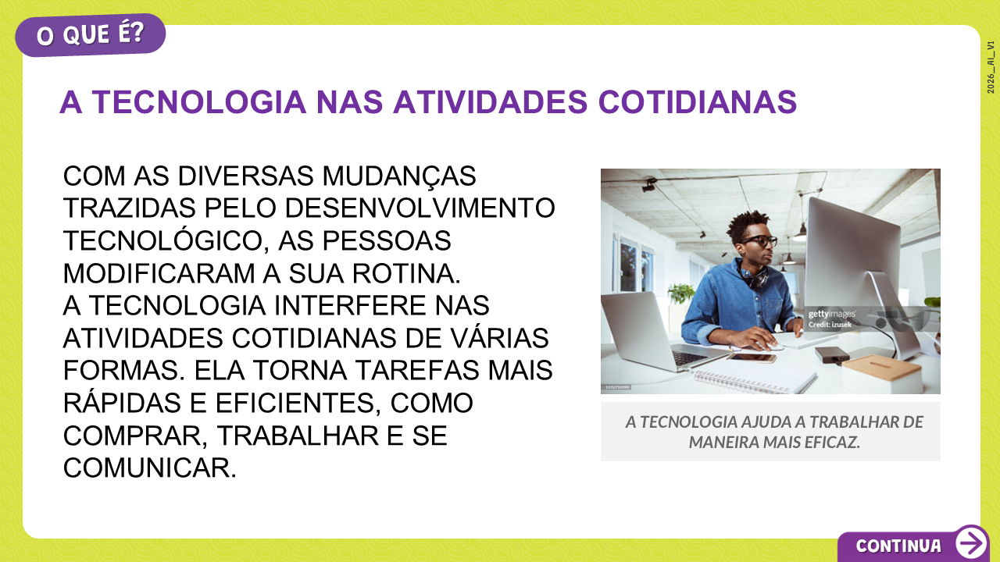 O QUE É?
2026_AI_V1
A TECNOLOGIA NAS ATIVIDADES COTIDIANAS
COM AS DIVERSAS MUDANÇAS
TRAZIDAS PELO DESENVOLVIMENTO
TECNOLÓGICO, AS PESSOAS
MODIFICARAM A SUA ROTINA.
A TECNOLOGIA INTERFERE NAS
ATIVIDADES COTIDIANAS DE VÁRIAS
FORMAS. ELA TORNA TAREFAS MAIS
RÁPIDAS E EFICIENTES, COMO
COMPRAR, TRABALHAR E SE
COMUNICAR.
gettyimages
Credit: izusek
A TECNOLOGIA AJUDA A TRABALHAR DE
MANEIRA MAIS EFICAZ.
CONTINUA